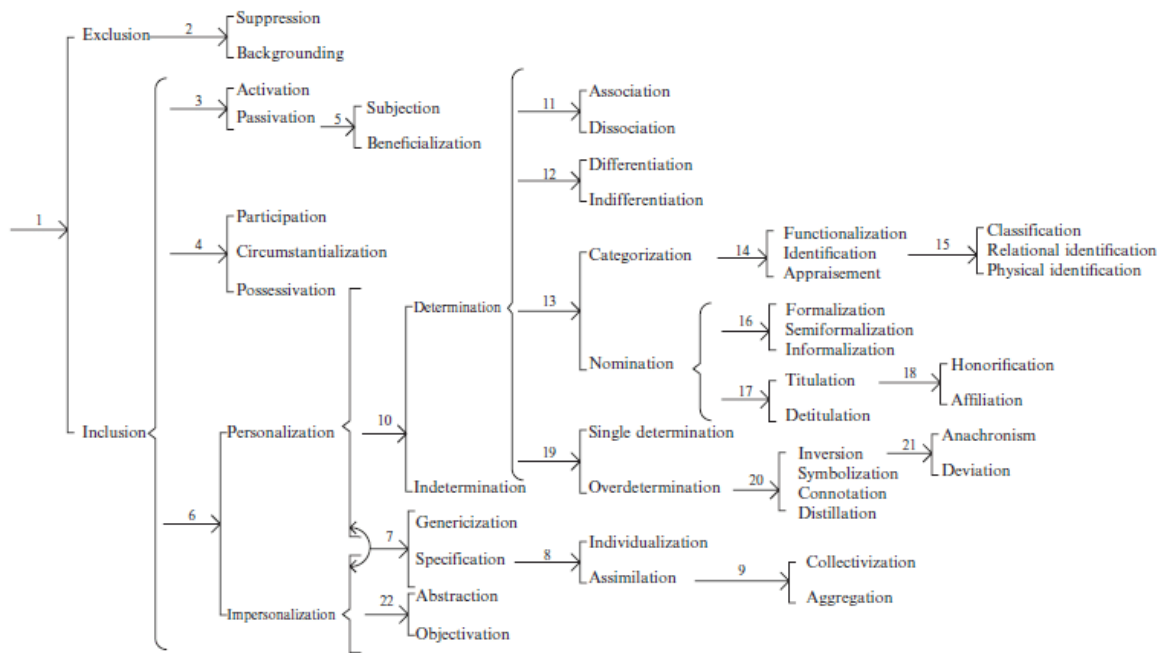 Suppression
Exclusion 2
Backgrounding
Activation
3
Passivation 5 Subjection
Beneficialization
11 Association
Dissociation
Differentiation
12
Indifferentiation
1
Participation
4 Circumstantialization
Possessivation
Functionalization
Categorization 14 Identification 15
Appraisement
Classification
Relational identification
Physical identification
Determination 13
Formalization
16 Semiformalization
Informalization
Nomination
Titulation 18 Honorification
17
Detitulation Affiliation
Inclusion Personalization 10
Single determination
19
Overdetermination 20
Inversion 21 Anachronism
Symbolization Deviation
Connotation
Distillation
Indetermination
6
Genericization
7
Specification 8 Individualization
Assimilation 9 Collectivization
Aggregation
Impersonalization 22 Abstraction
Objectivation